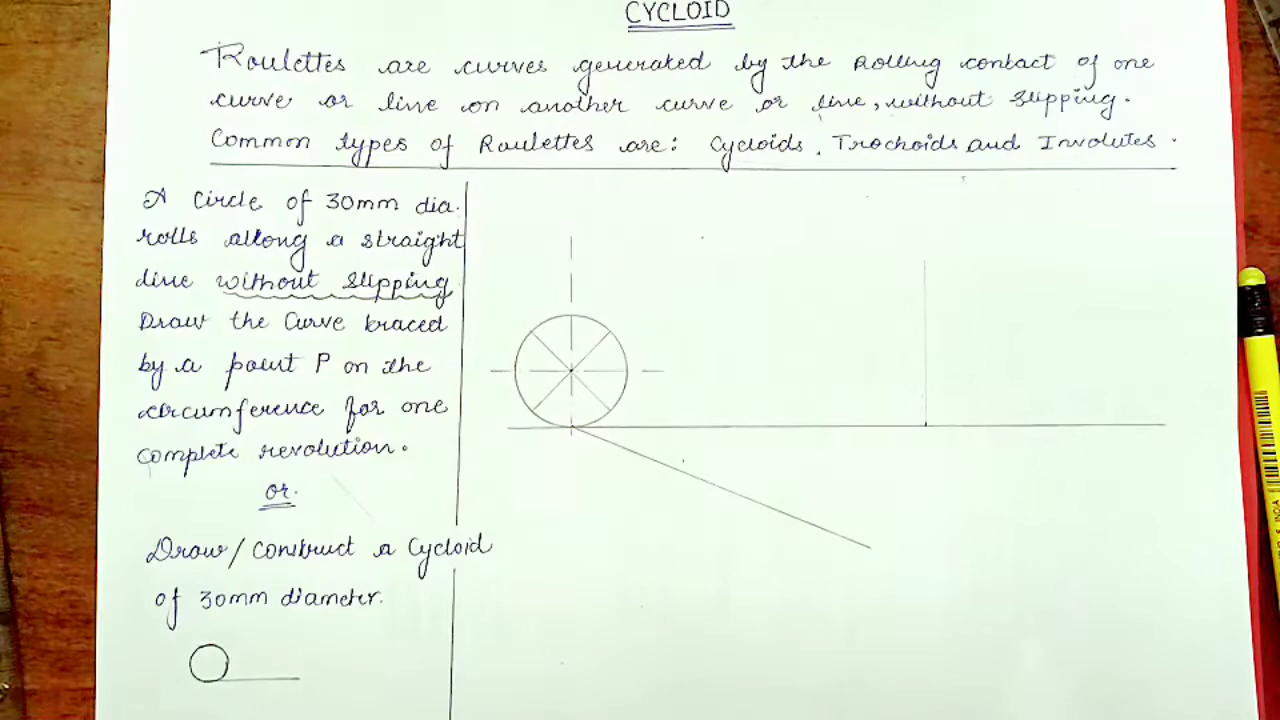 CYCLOID
Roulettes are curves generated by the Rolling contact of one
curve or line on another curve or line, without slipping.
Common types of Roulettes are: Cycloids, Trochoids and Involutes.
A Circle of 30mm dia.
rolls allong a straight
line without slipping
Draw the Curve traced
by a point P on the
circumference for one
complete revolution.
or.
Draw/construct a Cycloid
of 30mm diameter.